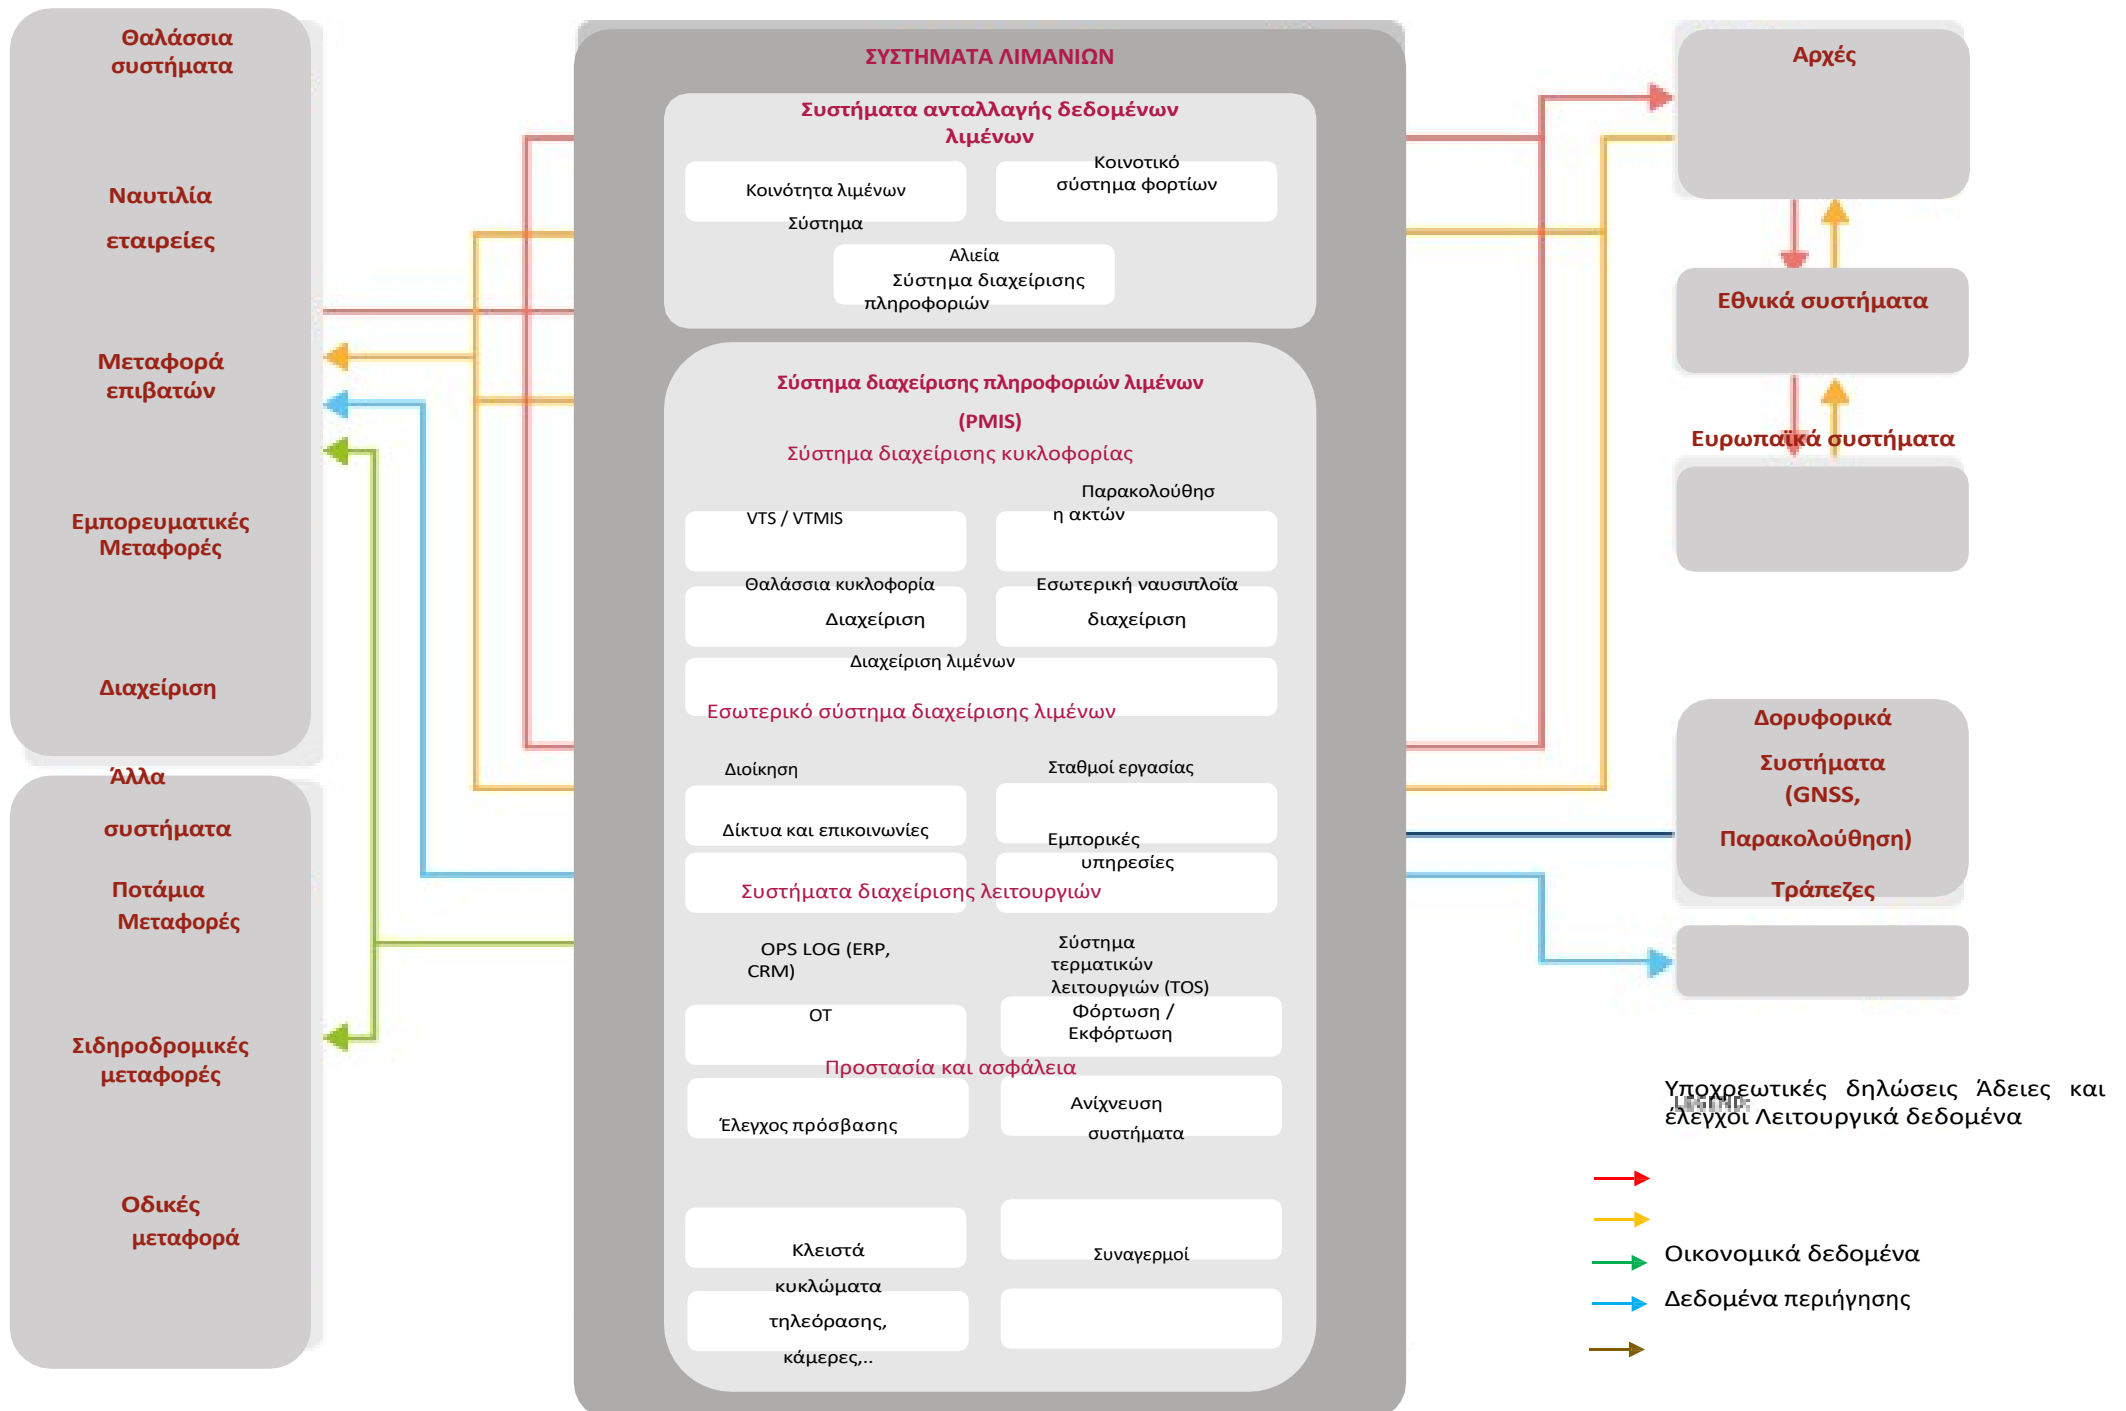 Θαλάσσια
συστήματα
Ναυτιλία
εταιρείες
Μεταφορά
επιβατών
Εμπορευματικές
Μεταφορές
Διαχείριση
Άλλα
συστήματα
Ποτάμια
Μεταφορές
Σιδηροδρομικές
μεταφορές
Οδικές
μεταφορά
ΣΥΣΤΗΜΑΤΑ ΛΙΜΑΝΙΩΝ
Συστήματα ανταλλαγής δεδομένων
λιμένων
Κοινότητα λιμένων
Σύστημα
Κοινοτικό
σύστημα φορτίων
Αλιεία
Σύστημα διαχείρισης
πληροφοριών
Σύστημα διαχείρισης πληροφοριών λιμένων
(PMIS)
Σύστημα διαχείρισης κυκλοφορίας
VTS / VTMIS
Παρακολούθησ
η ακτών
Θαλάσσια κυκλοφορία
Διαχείριση
Εσωτερική ναυσιπλοΐα
διαχείριση
Διαχείριση λιμένων
Εσωτερικό σύστημα διαχείρισης λιμένων
Διοίκηση
Σταθμοί εργασίας
Δίκτυα και επικοινωνίες
Εμπορικές
υπηρεσίες
Συστήματα διαχείρισης λειτουργιών
OPS LOG (ERP,
CRM)
Σύστημα
τερματικών
λειτουργιών (TOS)
OT
Φόρτωση /
Εκφόρτωση
Προστασία και ασφάλεια
Έλεγχος πρόσβασης
Ανίχνευση
συστήματα
Κλειστά
κυκλώματα
τηλεόρασης,
κάμερες,..
Συναγερμοί
Αρχές
Εθνικά συστήματα
Ευρωπαϊκά συστήματα
Δορυφορικά
Συστήματα
(GNSS,
Παρακολούθηση)
Τράπεζες
LEGEND:
Υποχρεωτικές δηλώσεις Άδειες και
έλεγχοι Λειτουργικά δεδομένα
Οικονομικά δεδομένα
Δεδομένα περιήγησης